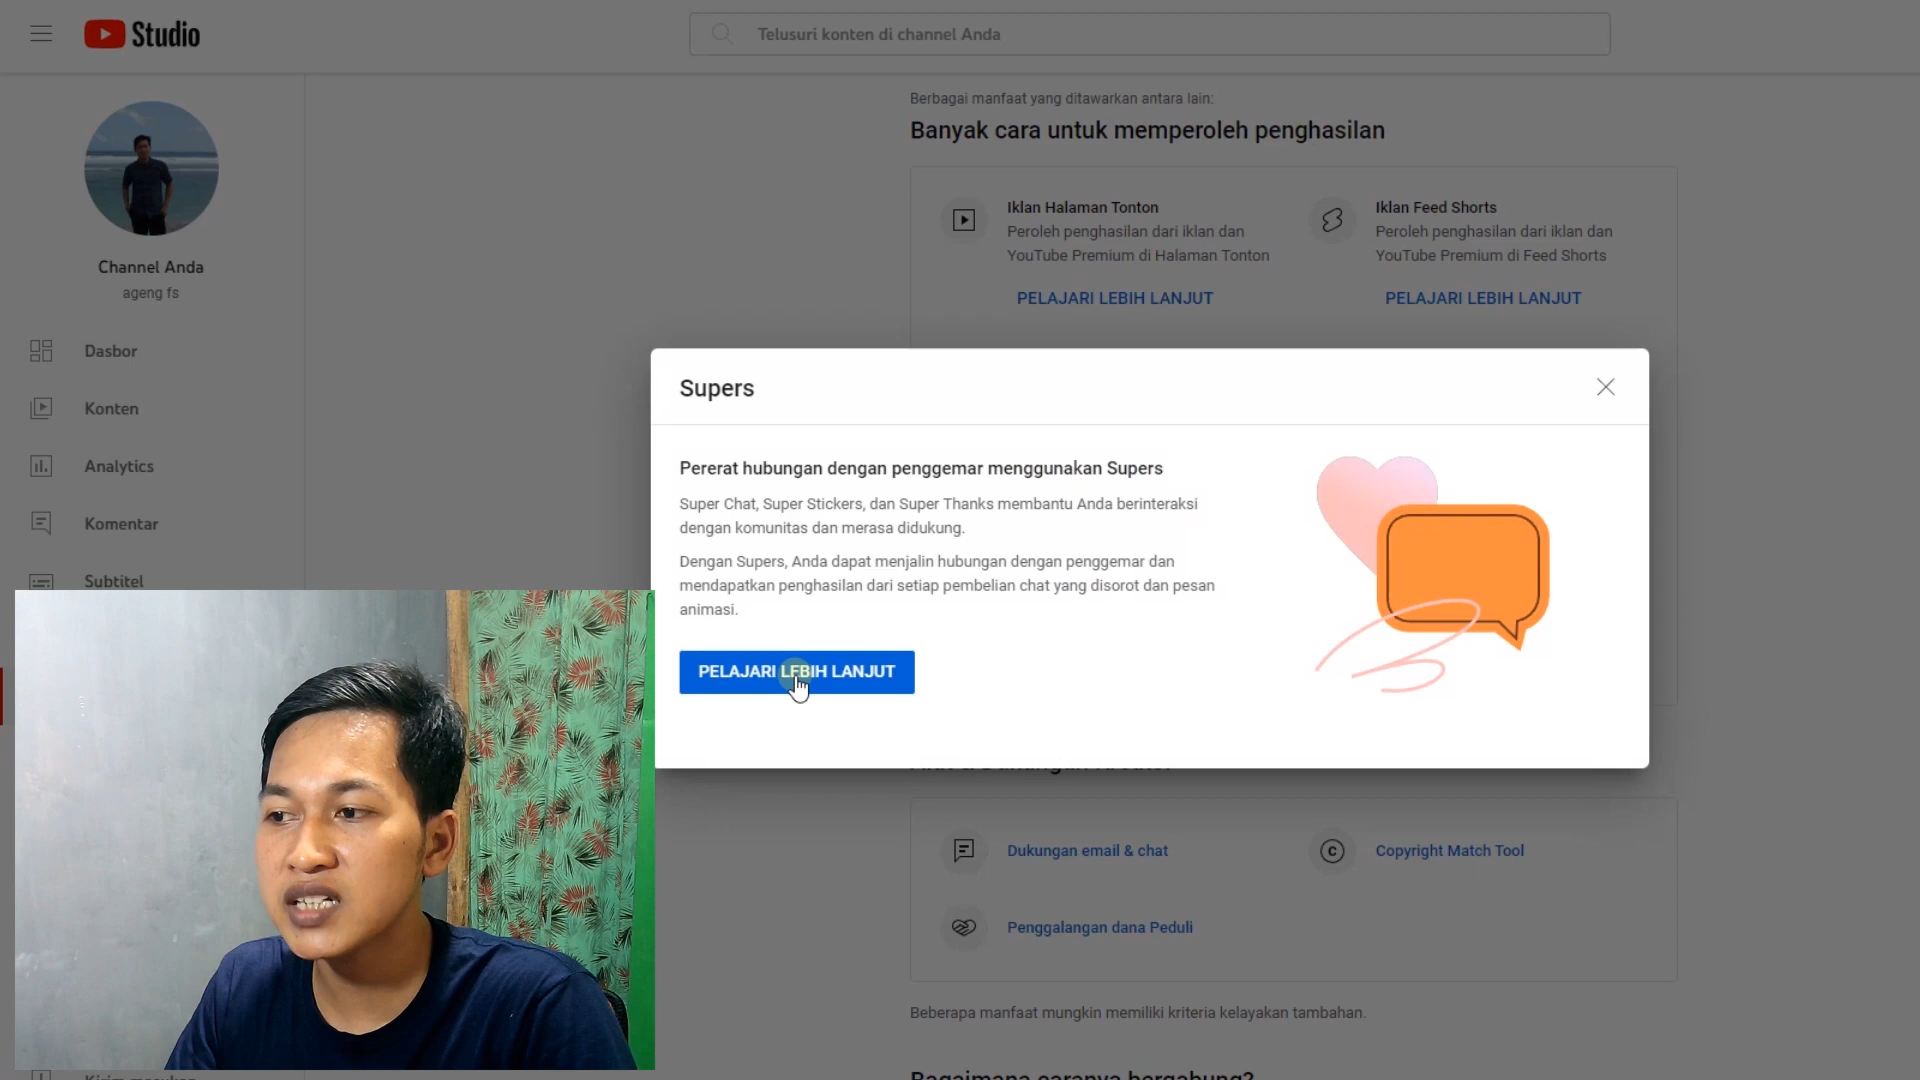 Studio
Telusuri konten di channel Anda
Channel Anda
ageng fs
Dasbor
Konten
Analytics
Komentar
Subtitel
Berbagai manfaat yang ditawarkan antara lain:
Banyak cara untuk memperoleh penghasilan
Iklan Halaman Tonton
Peroleh penghasilan dari iklan dan
YouTube Premium di Halaman Tonton
PELAJARI LEBIH LANJUT
Iklan Feed Shorts
Peroleh penghasilan dari iklan dan
YouTube Premium di Feed Shorts
PELAJARI LEBIH LANJUT
Supers
Pererat hubungan dengan penggemar menggunakan Supers
Super Chat, Super Stickers, dan Super Thanks membantu Anda berinteraksi
dengan komunitas dan merasa didukung.
Dengan Supers, Anda dapat menjalin hubungan dengan penggemar dan
mendapatkan penghasilan dari setiap pembelian chat yang disorot dan pesan
animasi.
PELAJARI LEBIH LANJUT
Dukungan email & chat
Copyright Match Tool
Penggalangan dana Peduli
Beberapa manfaat mungkin memiliki kriteria kelayakan tambahan.
Bagaimana caranya bergabung?